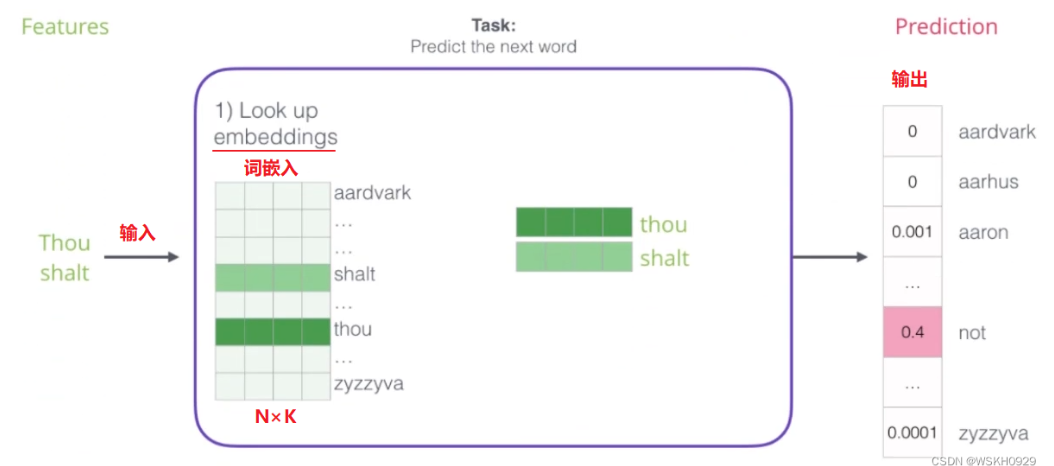 Features
Task:
Predict the next word
Prediction
输出
1) Look up
embeddings
词嵌入
aardvark
...
...
shalt
...
thou
...
zyzzyva
N×K
Thou
shalt
输入
thou
shalt
0 aardvark
0 aarhus
0.001 aaron
...
0.4 not
...
0.0001 zyzzyva
CSDN @WSKH0929